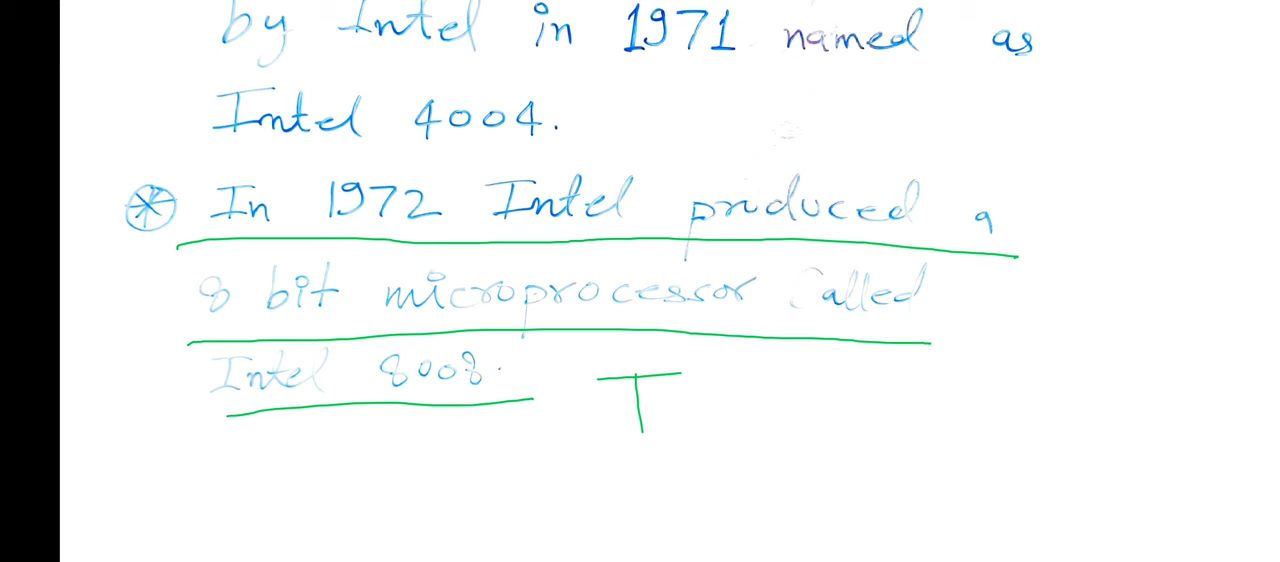 by Intel in 1971 named as
Intel 4004.
* In 1972 Intel produced a
8 bit microprocessor called
Intel 8008.
T